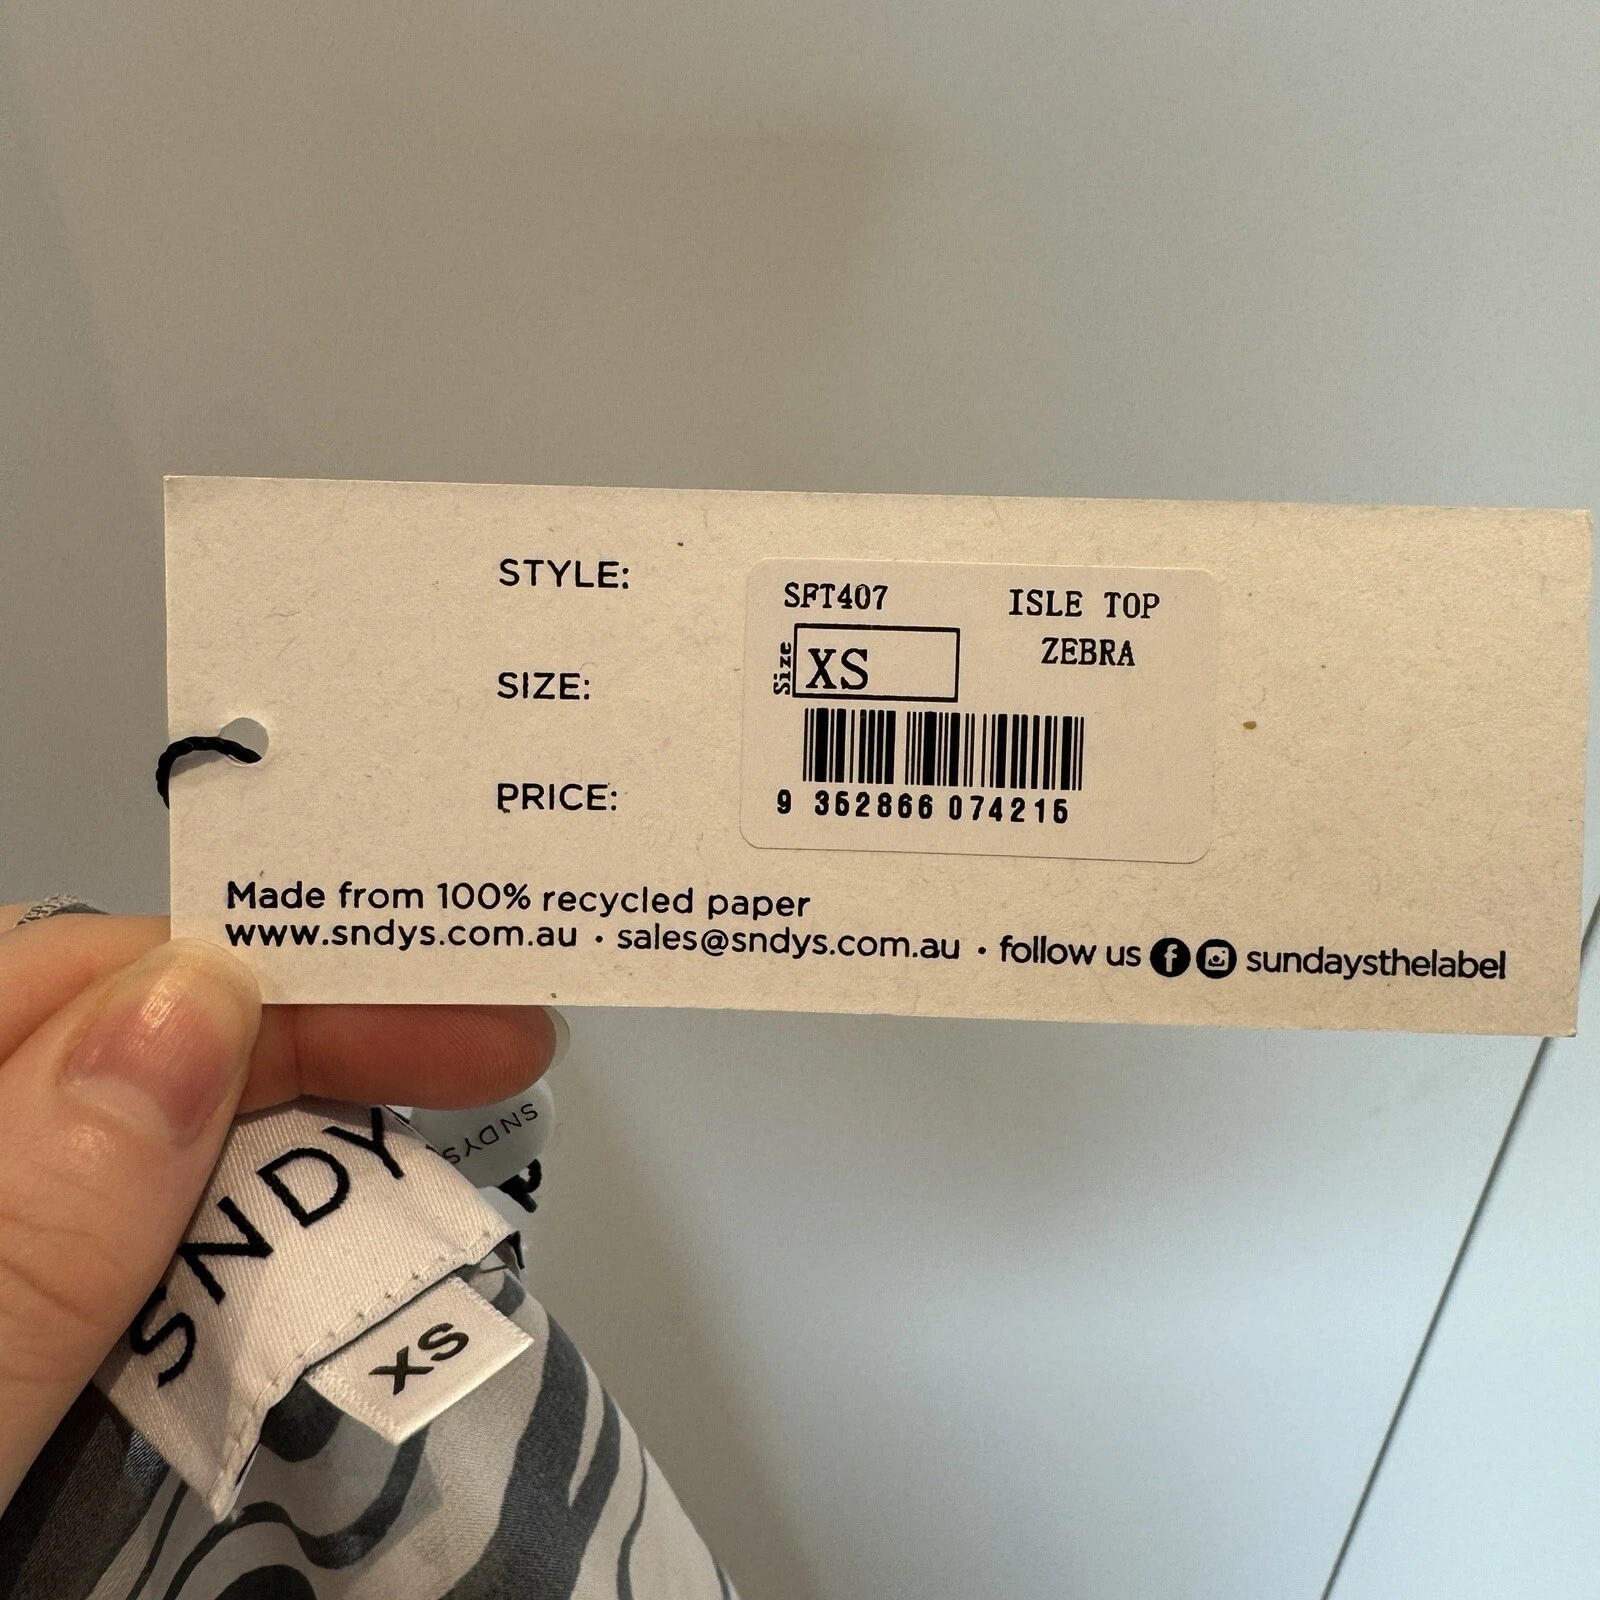 STYLE:
SFT407 ISLE TOP
ZEBRA
SIZE:
Size XS
PRICE:
9 352866 074215
Made from 100% recycled paper
www.sndys.com.au • sales@sndys.com.au • follow us sundaysthelabel
SNDYS
SNDY
XS